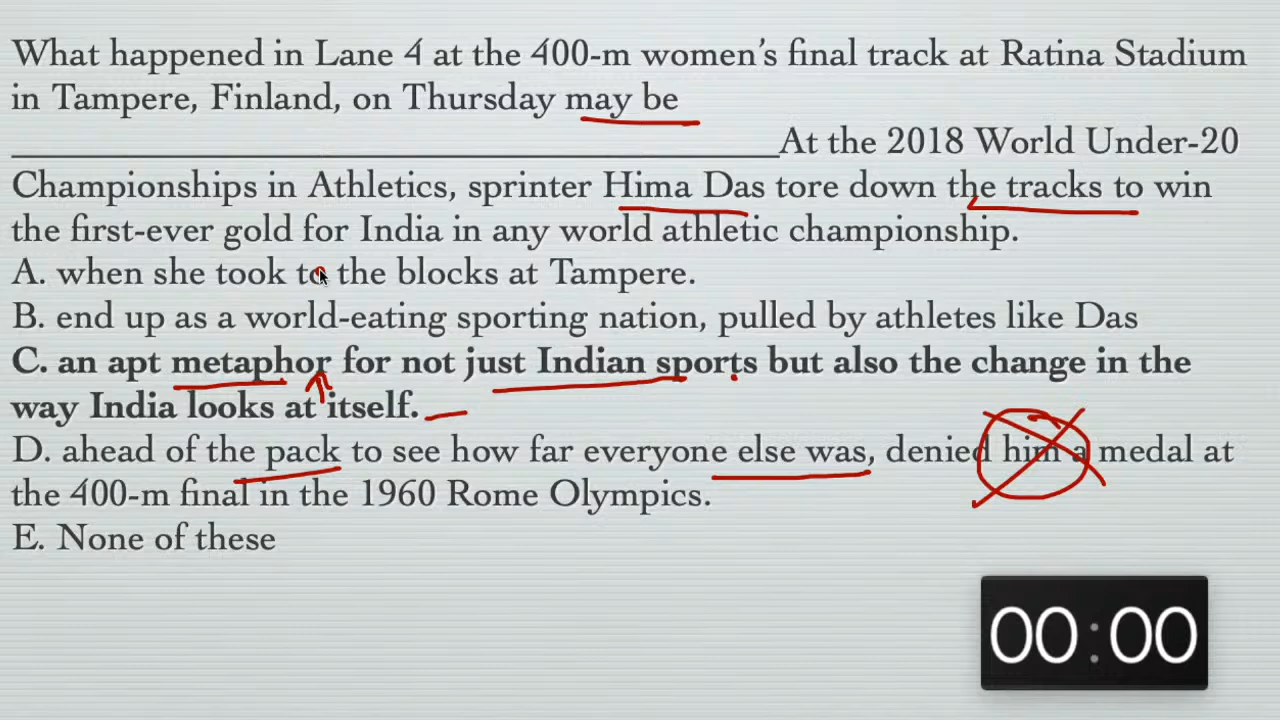 What happened in Lane 4 at the 400-m women's final track at Ratina Stadium
in Tampere, Finland, on Thursday may be
________________________________________At the 2018 World Under-20
Championships in Athletics, sprinter Hima Das tore down the tracks to win
the first-ever gold for India in any world athletic championship.
A. when she took to the blocks at Tampere.
B. end up as a world-eating sporting nation, pulled by athletes like Das
C. an apt metaphor for not just Indian sports but also the change in the
way India looks at itself.
D. ahead of the pack to see how far everyone else was, denied him a medal at
the 400-m final in the 1960 Rome Olympics.
E. None of these
00:00